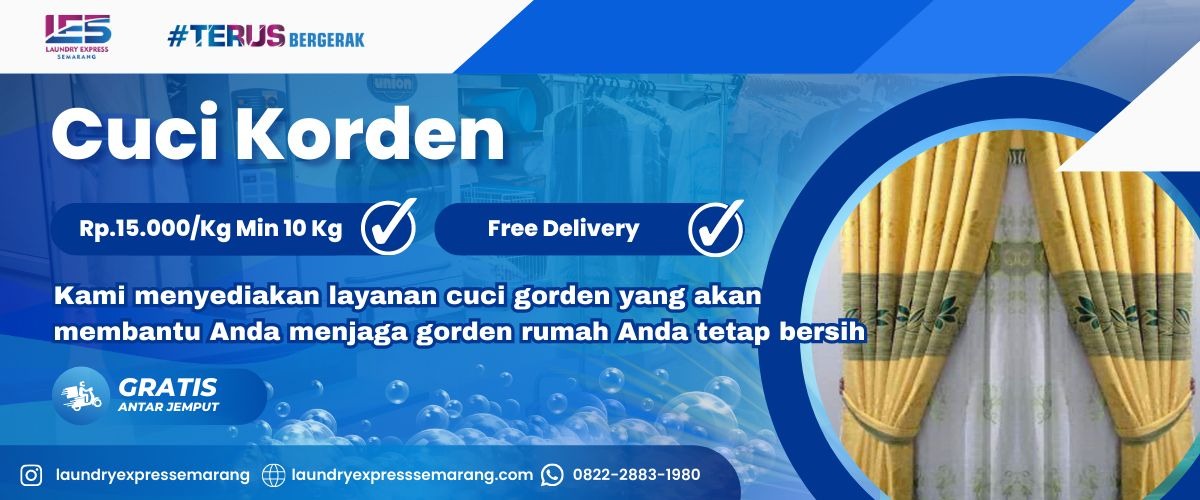 LES
LAUNDRY EXPRESS
SEMARANG
#TERUS BERGERAK
union
Cuci Korden
Rp.15.000/Kg Min 10 Kg
Free Delivery
Kami menyediakan layanan cuci gorden yang akan
membantu Anda menjaga gorden rumah Anda tetap bersih
GRATIS
ANTAR JEMPUT
laundryexpressemarang
laundryexpresssemarang.com
0822-2883-1980